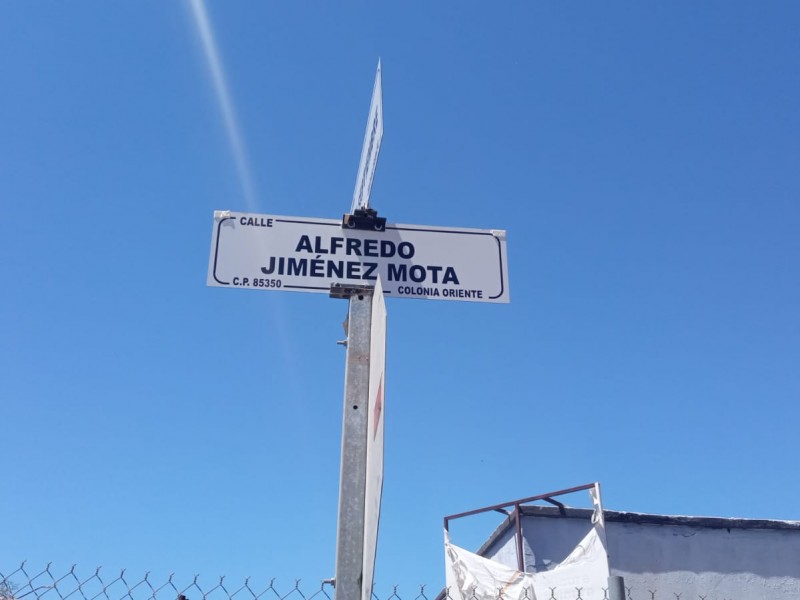 CALLE
ALFREDO
JIMÉNEZ MOTA
C.P. 85350 COLONIA ORIENTE